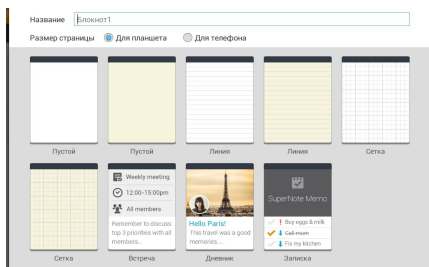 Название Блокнот1
Размер страницы Для планшета Для телефона
Пустой Пустой Линия Линия Сетка
Weekly meeting
12:00~15:00pm
All members
Remember to discuss
top 3 priorities with all
members...
Hello Paris!
This travel was a good
memories....
SuperNote Memo
Buy eggs & milk
Call mom
Fix my kitchen
Сетка Встреча Дневник Записка